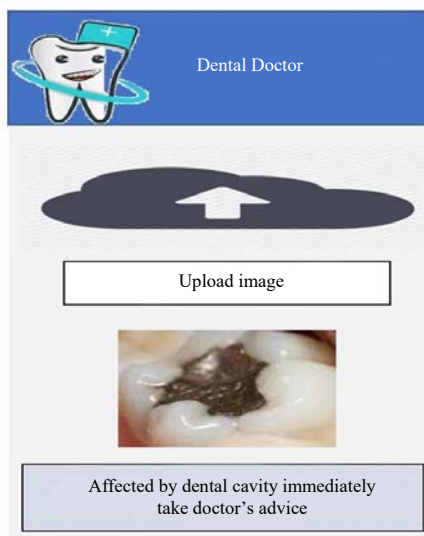 Dental Doctor
Upload image
Affected by dental cavity immediately
take doctor's advice